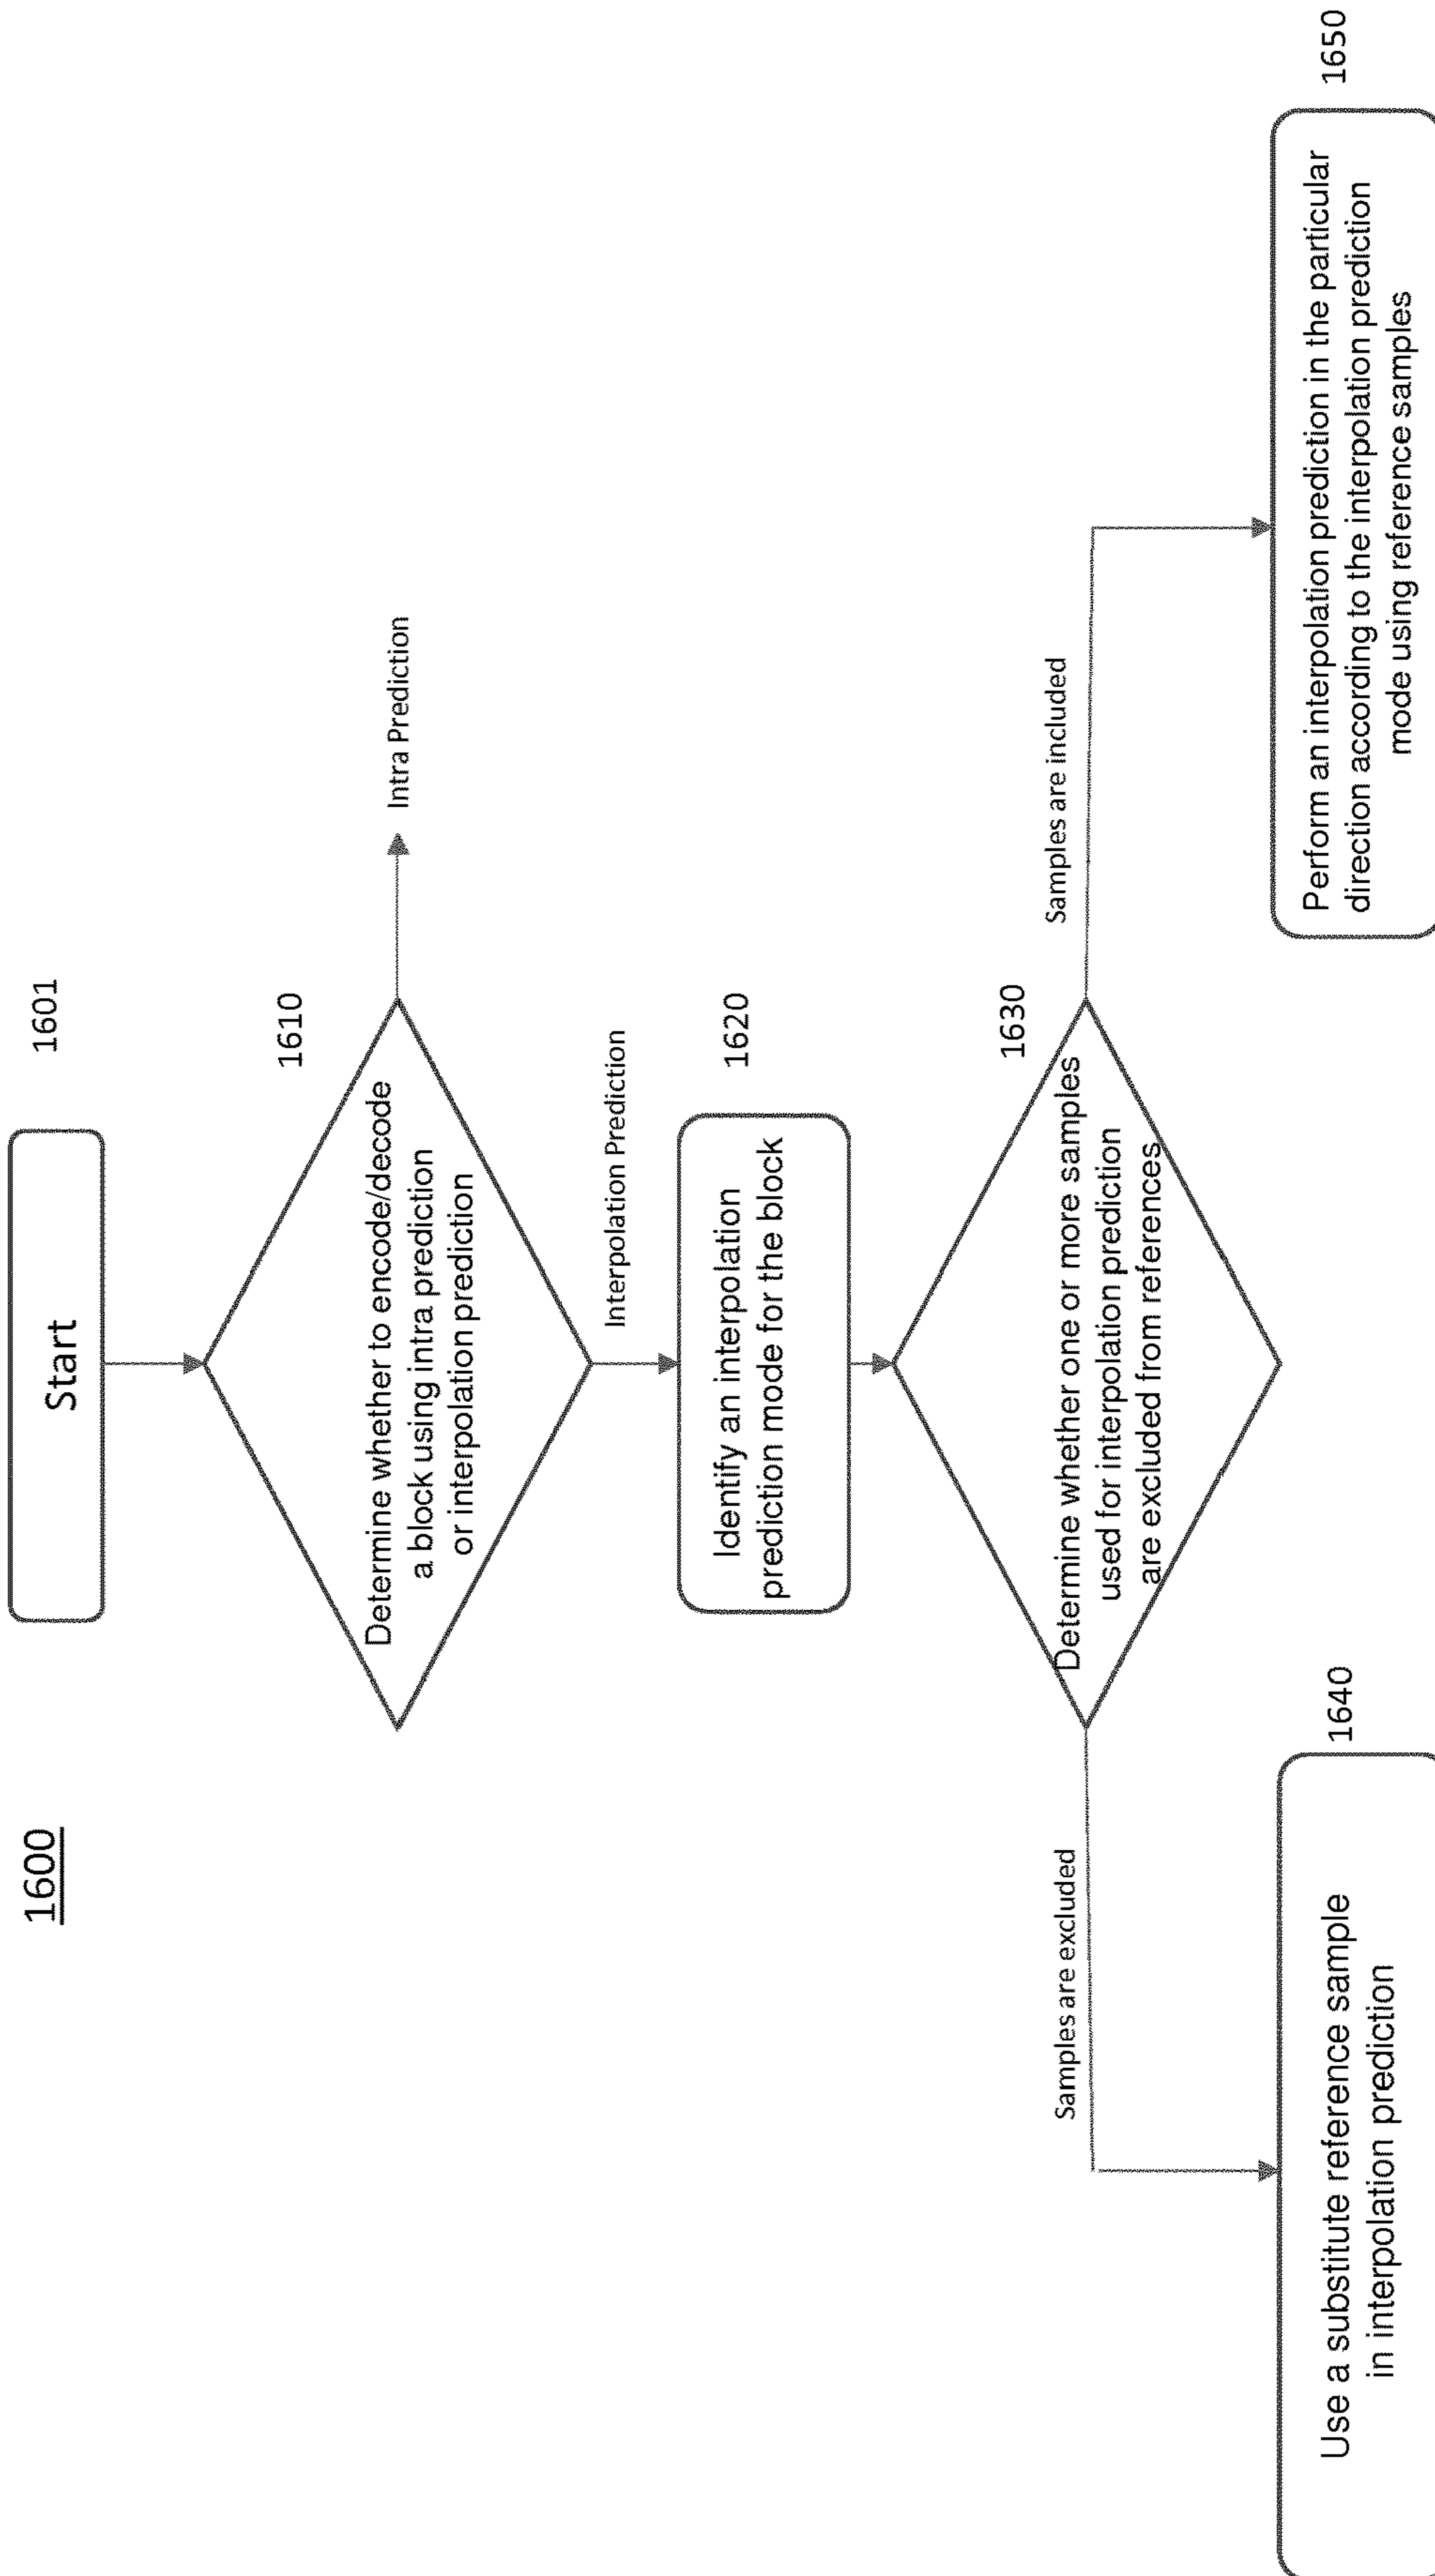 1600
Start
1601
1610
Determine whether to encode/decode
a block using intra prediction
or interpolation prediction
Intra Prediction
Interpolation Prediction
1620
Identify an interpolation
prediction mode for the block
1630
Determine whether one or more samples
used for interpolation prediction
are excluded from references
Samples are excluded
Samples are included
1640
Use a substitute reference sample
in interpolation prediction
1650
Perform an interpolation prediction in the particular
direction according to the interpolation prediction
mode using reference samples